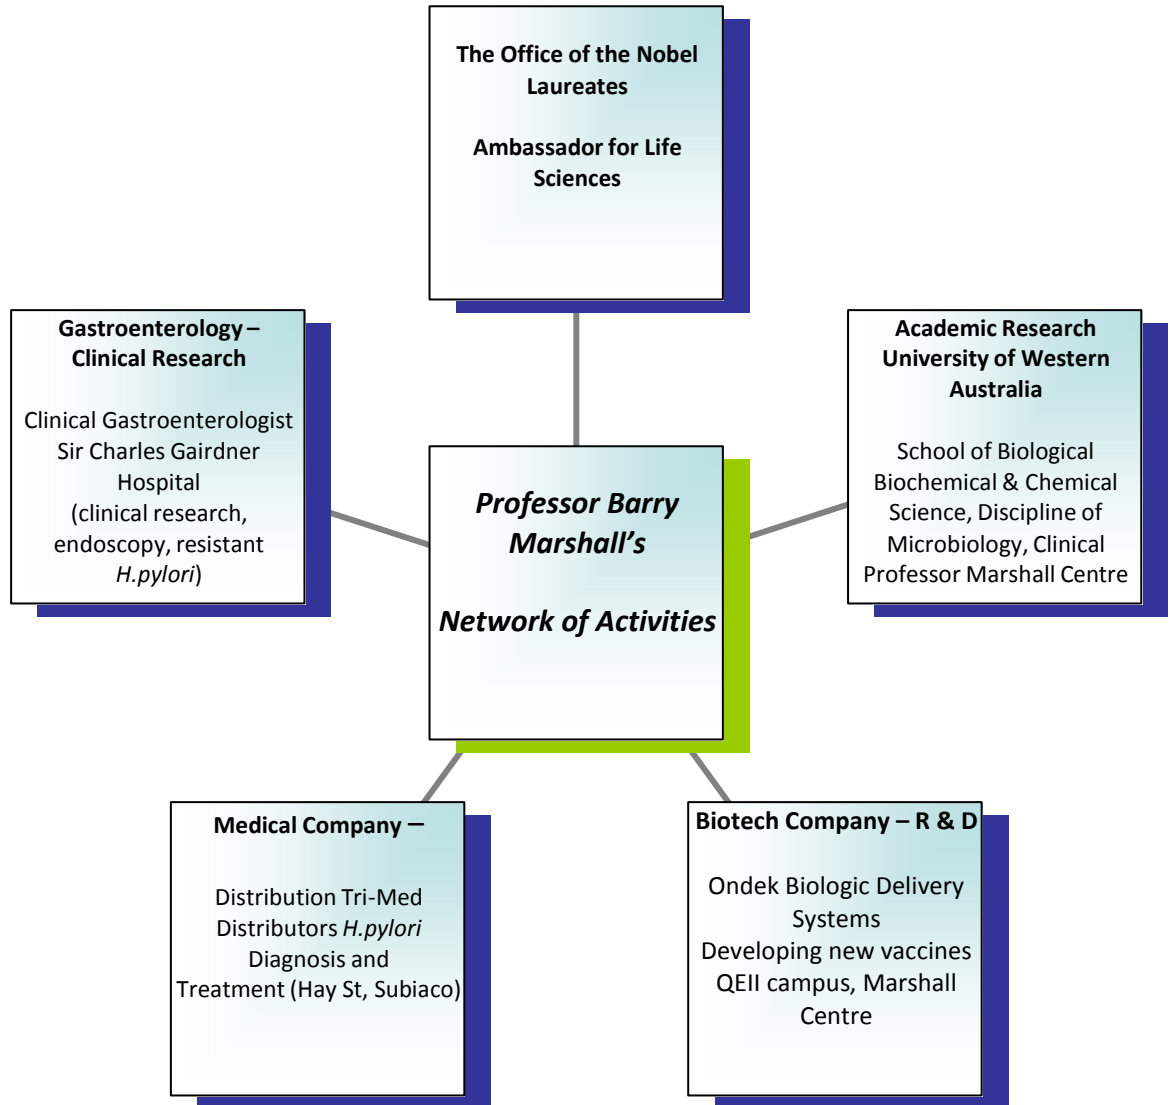 The Office of the Nobel
Laureates
Ambassador for Life
Sciences
Gastroenterology –
Clinical Research
Clinical Gastroenterologist
Sir Charles Gairdner
Hospital
(clinical research,
endoscopy, resistant
H.pylori)
Academic Research
University of Western
Australia
School of Biological
Biochemical & Chemical
Science, Discipline of
Microbiology, Clinical
Professor Marshall Centre
Professor Barry
Marshall’s
Network of Activities
Medical Company –
Distribution Tri-Med
Distributors H.pylori
Diagnosis and
Treatment (Hay St, Subiaco)
Biotech Company – R & D
Ondek Biologic Delivery
Systems
Developing new vaccines
QEII campus, Marshall
Centre